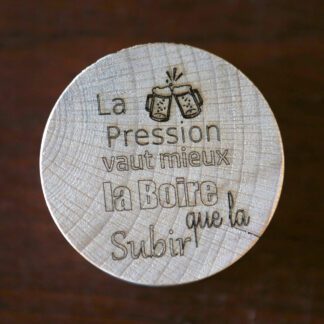 La
Pression
vaut mieux
la Boire
que la
Subir